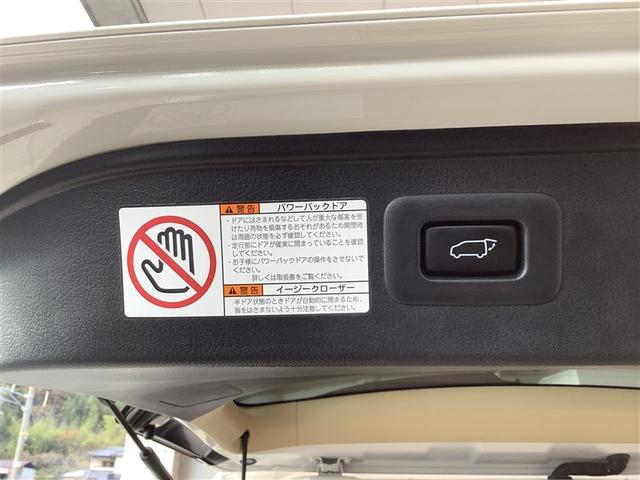 警告 パワーバックドア
・ドアにはさまれるなどして人が重大な傷害を受
けたり荷物を損傷するおそれがあるため開閉時
は周囲の状態を必ず確認してください。
・走行前にドアが確実に閉まっていることを確認
してください。
・お子様にパワーバックドアの操作をさせないで
ください。
詳しくは取扱書をご覧ください。
警告 イージークローザー
半ドア状態のときドアが自動的に閉まるため、
指をはさまないよう十分注意してください。